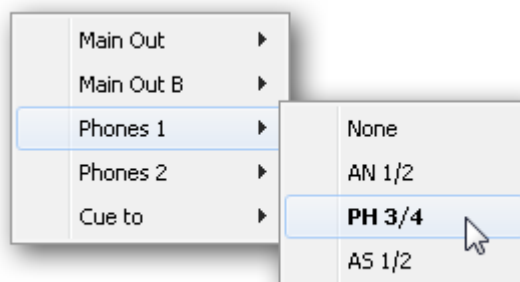 Main Out
Main Out B
Phones 1
Phones 2
Cue to
None
AN 1/2
PH 3/4
AS 1/2